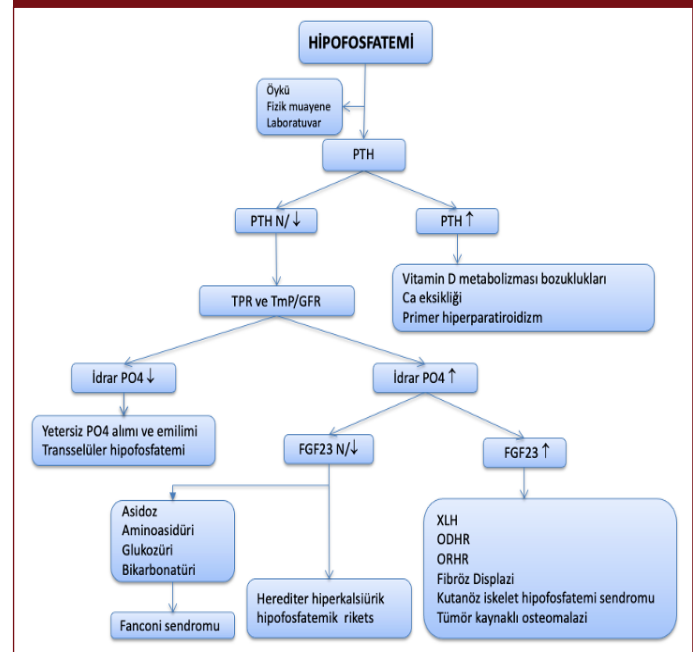 HİPOFOSFATEMİ
Öykü
Fizik muayene
Laboratuvar
PTH
PTH N/ ↓
PTH ↑
Vitamin D metabolizması bozuklukları
Ca eksikliği
Primer hiperparatiroidizm
TPR ve TmP/GFR
İdrar PO4 ↓
İdrar PO4 ↑
Yetersiz PO4 alımı ve emilimi
Transselüler hipofosfatemi
FGF23 N/↓
FGF23 ↑
Asidoz
Aminoasidüri
Glukozüri
Bikarbonatüri
Fanconi sendromu
Herediter hiperkalsiürik
hipofosfatemik rikets
XLH
ODHR
ORHR
Fibröz Displazi
Kutanöz iskelet hipofosfatemi sendromu
Tümör kaynaklı osteomalazi